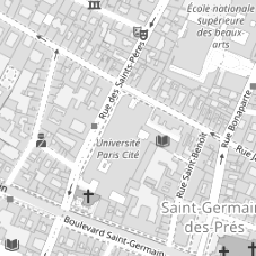 École nationale
Supérieure
des beaux-
arts
Rue des Saints-Pères
Rue Bonaparte
Rue Saint-Benoît
Université
Paris Cité
Saint-Germain
des-Prés
Boulevard Saint-Germain